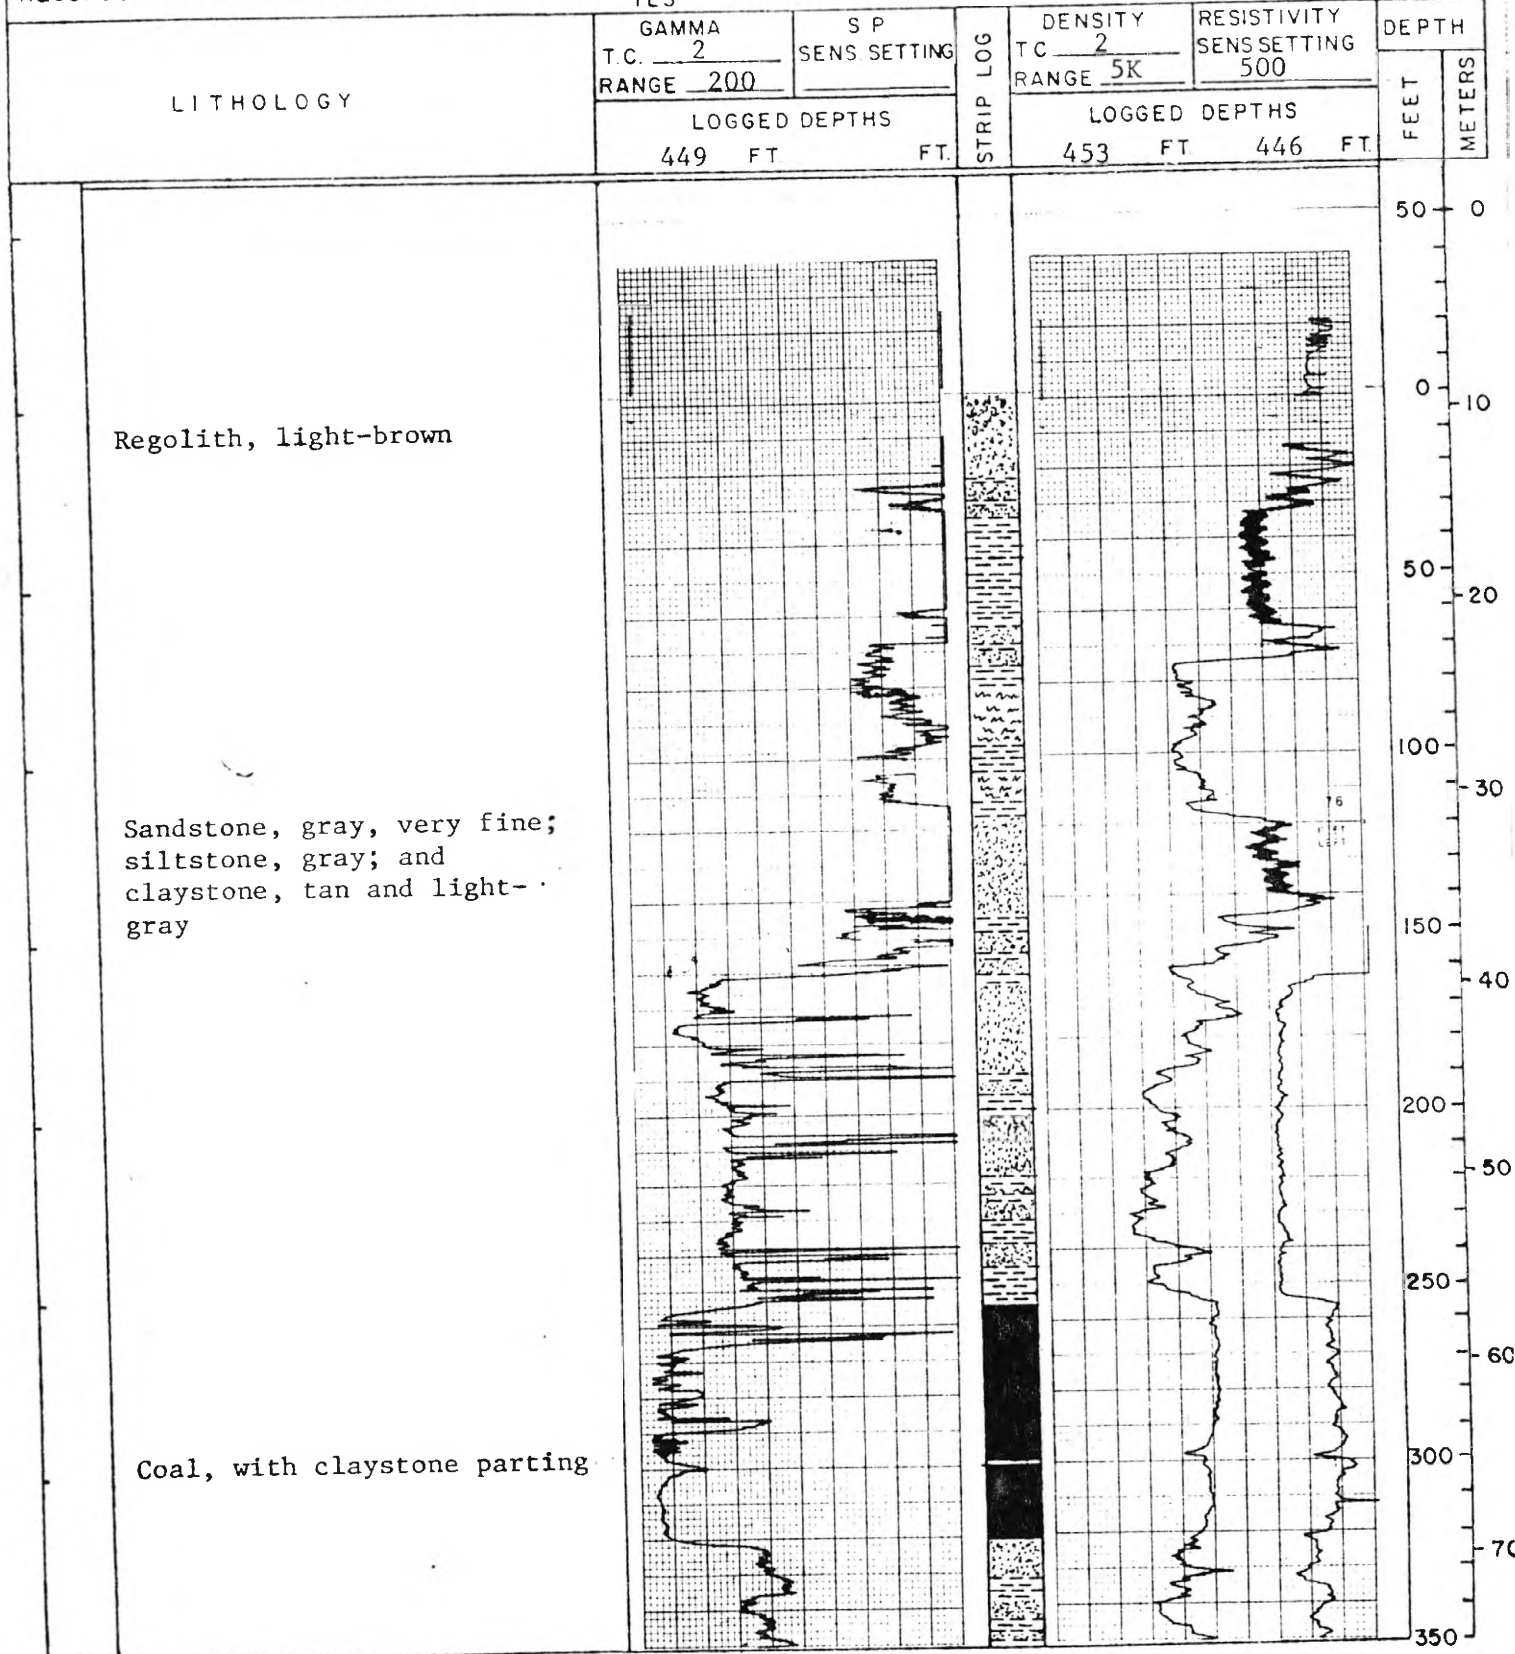 YES
GAMMA
T.C. 2
RANGE 200
S P
SENS. SETTING
STRIP LOG
DENSITY
T C 2
RANGE 5K
RESISTIVITY
SENS SETTING
500
DEPTH
FEET
METERS
LITHOLOGY
LOGGED DEPTHS
449 FT
FT.
LOGGED DEPTHS
453 FT
446 FT.
50 0
0
10
Regolith, light-brown
50
20
100
30
76
LEFT
Sandstone, gray, very fine;
siltstone, gray; and
claystone, tan and light-
gray
150
40
200
50
250
60
300
Coal, with claystone parting
70
350